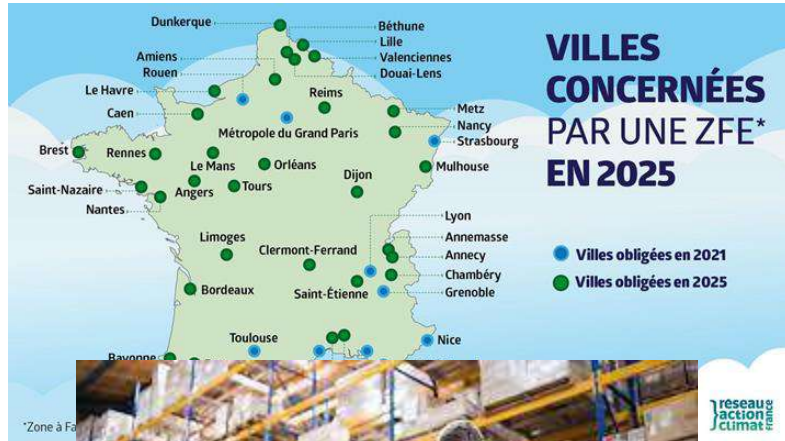 VILLES
CONCERNÉES
PAR UNE ZFE*
EN 2025
Villes obligées en 2021
Villes obligées en 2025
Dunkerque
Béthune
Lille
Valenciennes
Douai-Lens
Amiens
Rouen
Le Havre
Caen
Reims
Metz
Nancy
Strasbourg
Métropole du Grand Paris
Brest
Rennes
Le Mans
Orléans
Mulhouse
Saint-Nazaire
Angers
Tours
Dijon
Nantes
Lyon
Annemasse
Limoges
Clermont-Ferrand
Annecy
Chambéry
Bordeaux
Saint-Étienne
Grenoble
Toulouse
Nice
Bayonne
*Zone à
réseau
action
climat
france